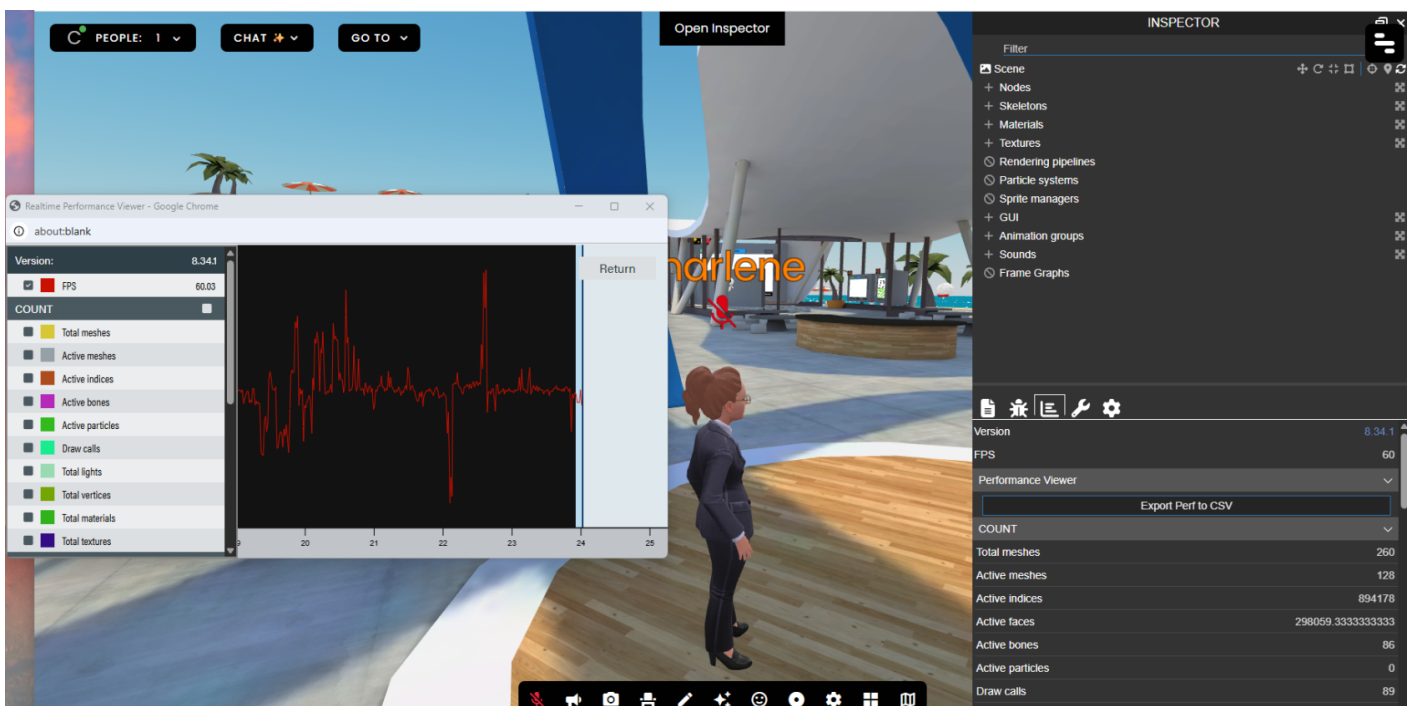 PEOPLE: 1
CHAT
GO TO
Open Inspector
Realtime Performance Viewer - Google Chrome
about:blank
Version: 8.34.1
FPS 60.03
COUNT
Total meshes
Active meshes
Active indices
Active bones
Active particles
Draw calls
Total lights
Total vertices
Total materials
Total textures
Return
20 21 22 23 24 25
INSPECTOR
Filter
Scene
Nodes
Skeletons
Materials
Textures
Rendering pipelines
Particle systems
Sprite managers
GUI
Animation groups
Sounds
Frame Graphs
Version 8.34.1
FPS 60
Performance Viewer
Export Perf to CSV
COUNT
Total meshes 260
Active meshes 128
Active indices 894178
Active faces 298059.3333333333
Active bones 86
Active particles 0
Draw calls 89